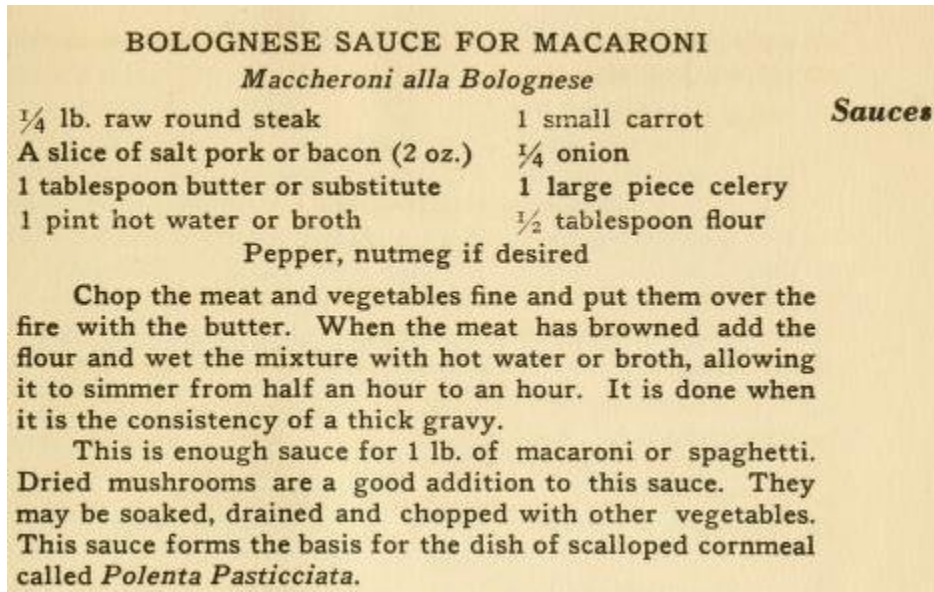 BOLOGNESE SAUCE FOR MACARONI
Maccheroni alla Bolognese
Sauces
¼ lb. raw round steak 1 small carrot
A slice of salt pork or bacon (2 oz.) ¼ onion
1 tablespoon butter or substitute 1 large piece celery
1 pint hot water or broth ½ tablespoon flour
Pepper, nutmeg if desired
Chop the meat and vegetables fine and put them over the
fire with the butter. When the meat has browned add the
flour and wet the mixture with hot water or broth, allowing
it to simmer from half an hour to an hour. It is done when
it is the consistency of a thick gravy.
This is enough sauce for 1 lb. of macaroni or spaghetti.
Dried mushrooms are a good addition to this sauce. They
may be soaked, drained and chopped with other vegetables.
This sauce forms the basis for the dish of scalloped cornmeal
called Polenta Pasticciata.